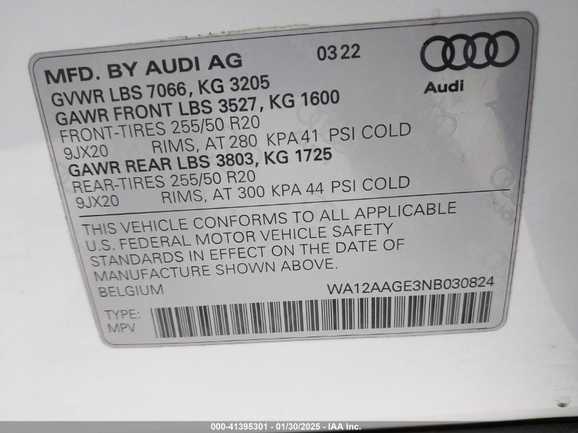 MFD. BY AUDI AG 03 22
GVWR LBS 7066, KG 3205
GAWR FRONT LBS 3527, KG 1600
FRONT-TIRES 255/50 R20
9JX20 RIMS, AT 280 KPA 41 PSI COLD
GAWR REAR LBS 3803, KG 1725
REAR-TIRES 255/50 R20
9JX20 RIMS, AT 300 KPA 44 PSI COLD
Audi
THIS VEHICLE CONFORMS TO ALL APPLICABLE
U.S. FEDERAL MOTOR VEHICLE SAFETY
STANDARDS IN EFFECT ON THE DATE OF
MANUFACTURE SHOWN ABOVE.
BELGIUM WA12AAGE3NB030824
TYPE:
MPV
000-41395301 - 01/30/2025 - IAA Inc.